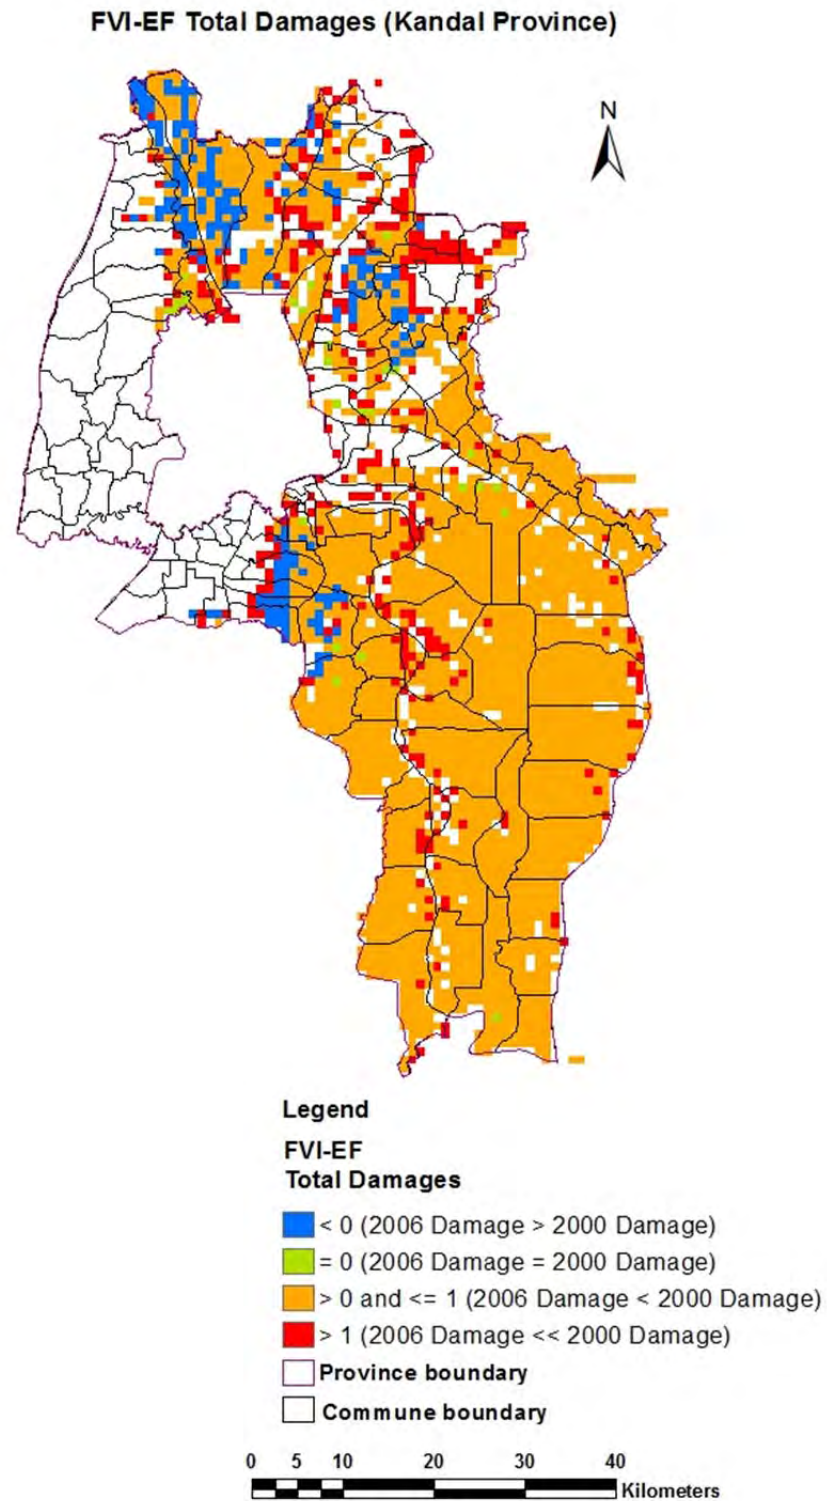 FVI-EF Total Damages (Kandal Province)
N
Legend
FVI-EF
Total Damages
< 0 (2006 Damage > 2000 Damage)
= 0 (2006 Damage = 2000 Damage)
> 0 and <= 1 (2006 Damage < 2000 Damage)
> 1 (2006 Damage << 2000 Damage)
Province boundary
Commune boundary
0 5 10 20 30 40
Kilometers